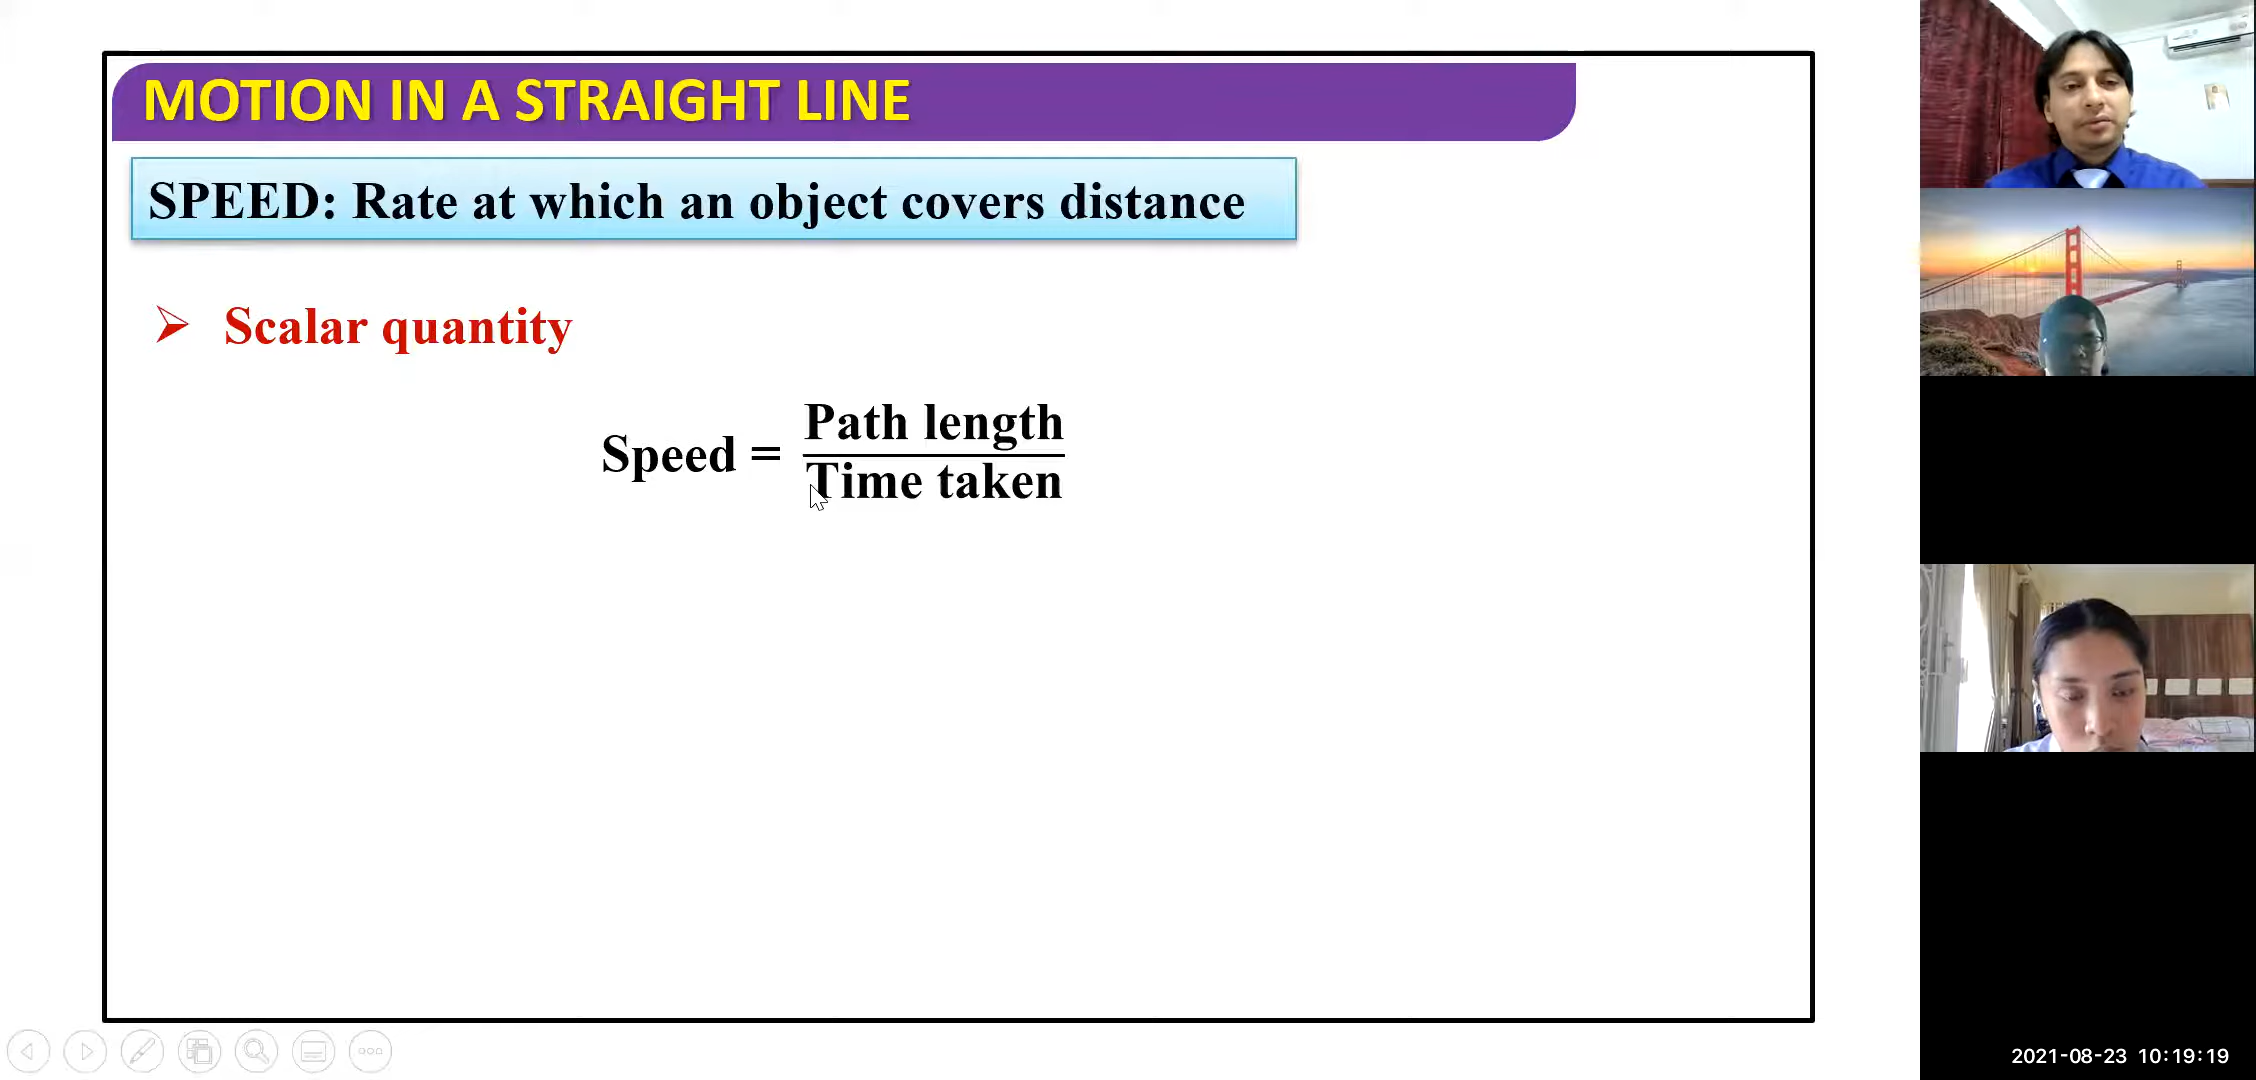 MOTION IN A STRAIGHT LINE
SPEED: Rate at which an object covers distance
➢ Scalar quantity
Speed = Path length
Time taken
2021-08-23 10:19:19